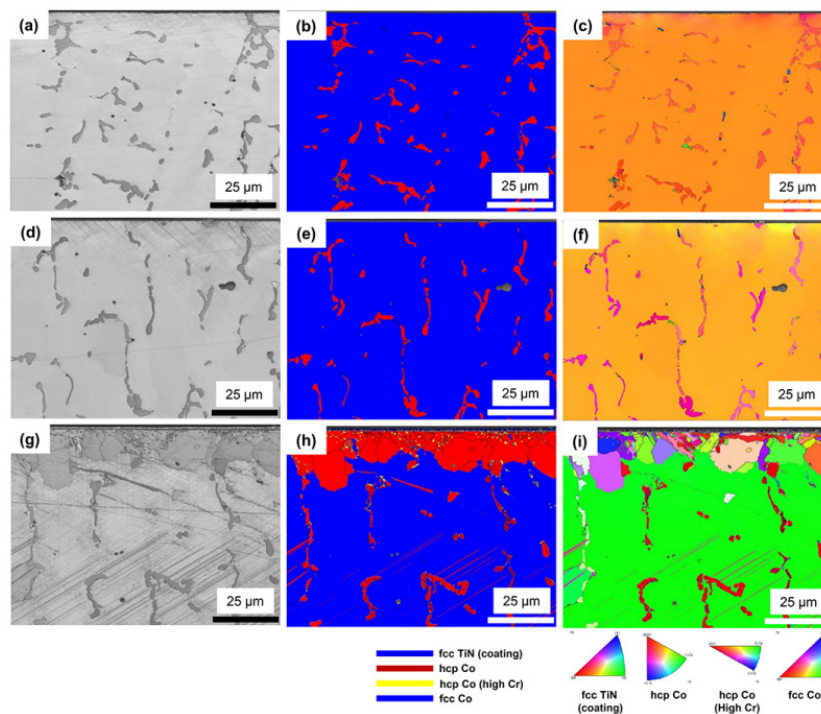 (a)
(b)
(c)
25 µm
25 µm
25 µm
(d)
(e)
(f)
25 µm
25 µm
25 µm
(g)
(h)
(i)
25 µm
25 µm
25 µm
fcc TiN (coating)
hcp Co
hcp Co (high Cr)
fcc Co
fcc TiN
(coating)
hcp Co
hcp Co
(High Cr)
fcc Co